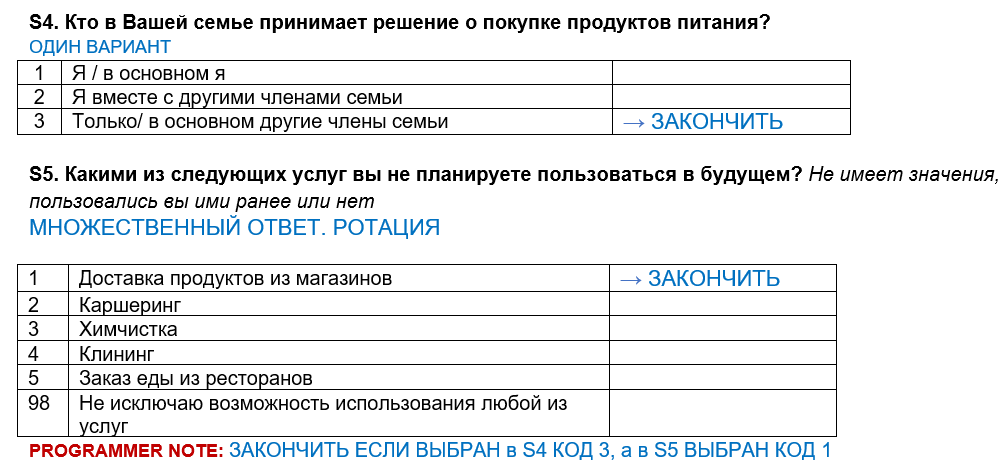 S4. Кто в Вашей семье принимает решение о покупке продуктов питания?
ОДИН ВАРИАНТ
1 Я / в основном я
2 Я вместе с другими членами семьи
3 Только/ в основном другие члены семьи → ЗАКОНЧИТЬ
S5. Какими из следующих услуг вы не планируете пользоваться в будущем? Не имеет значения,
пользовались вы ими ранее или нет
МНОЖЕСТВЕННЫЙ ОТВЕТ. РОТАЦИЯ
1 Доставка продуктов из магазинов → ЗАКОНЧИТЬ
2 Каршеринг
3 Химчистка
4 Клининг
5 Заказ еды из ресторанов
98 Не исключаю возможность использования любой из
услуг
PROGRAMMER NOTE: ЗАКОНЧИТЬ ЕСЛИ ВЫБРАН в S4 КОД 3, а в S5 ВЫБРАН КОД 1